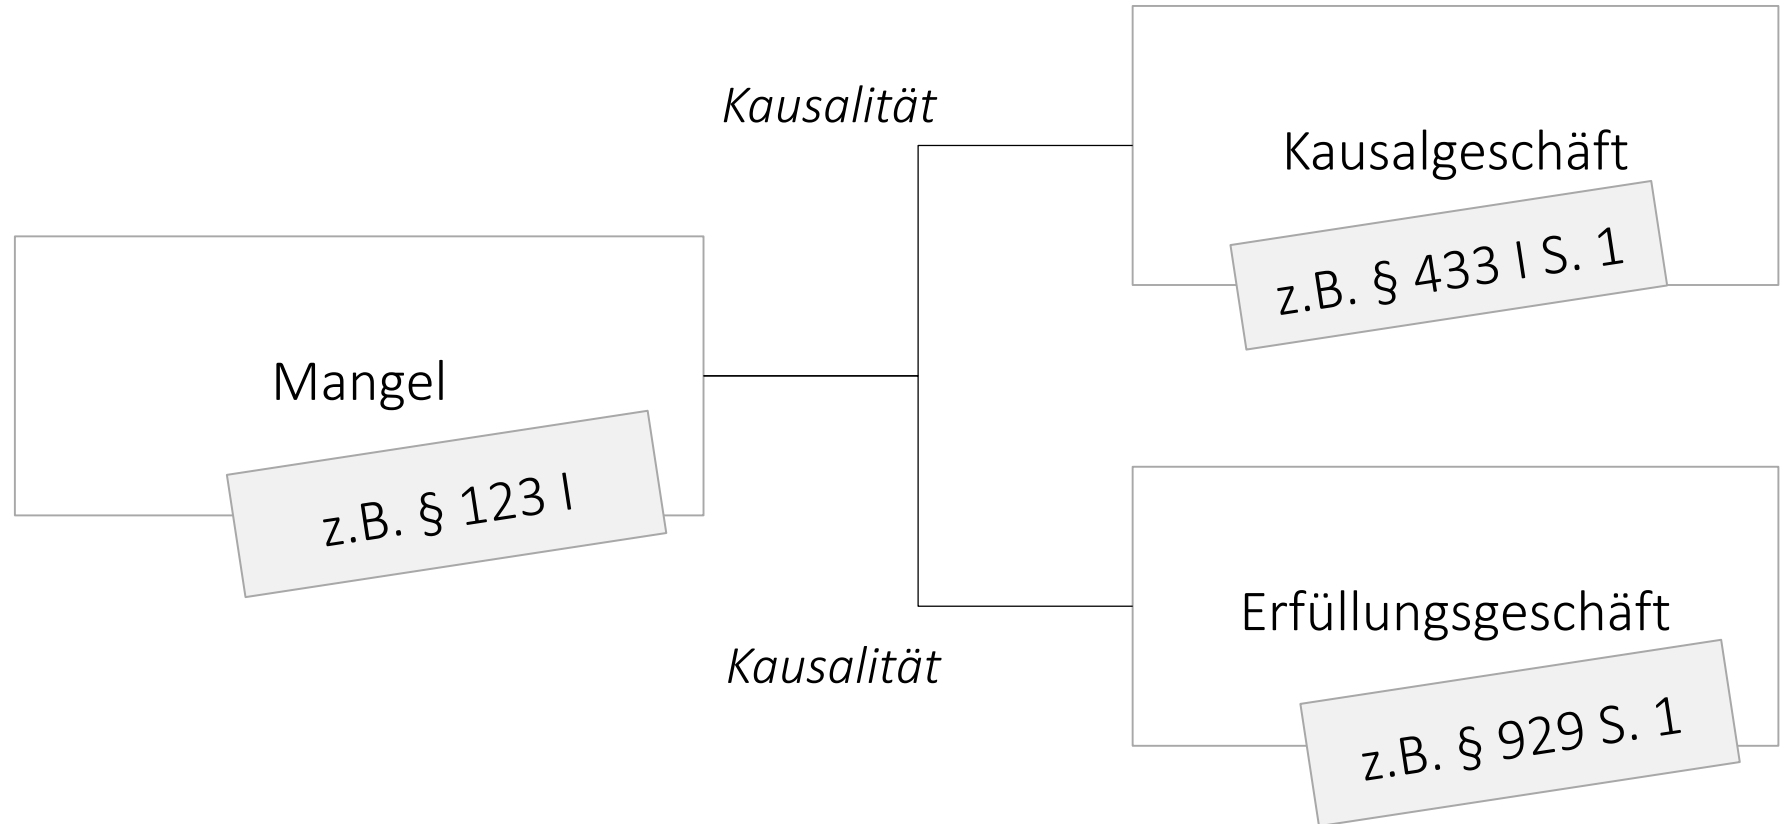 Kausalität
Kausalgeschäft
z.B. § 433 I S. 1
Mangel
z.B. § 123 I
Kausalität
Erfüllungsgeschäft
z.B. § 929 S. 1